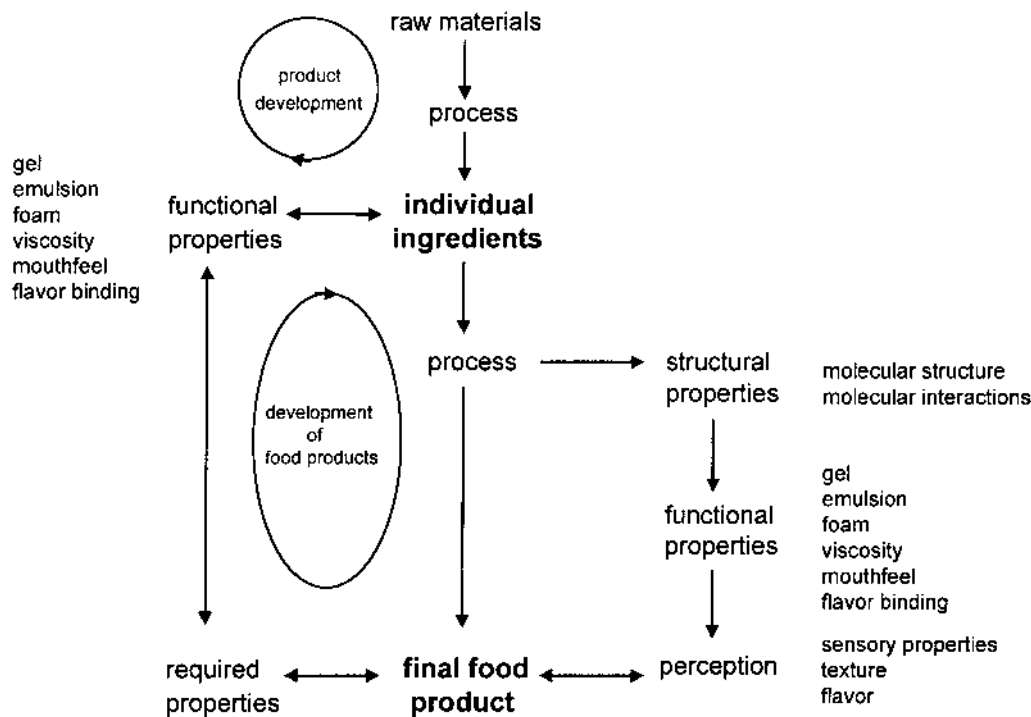 raw materials
product
development
process
gel
emulsion
foam
viscosity
mouthfeel
flavor binding
functional
properties
individual
ingredients
process
structural
properties
molecular structure
molecular interactions
development
of
food products
functional
properties
gel
emulsion
foam
viscosity
mouthfeel
flavor binding
required
properties
final food
product
perception
sensory properties
texture
flavor